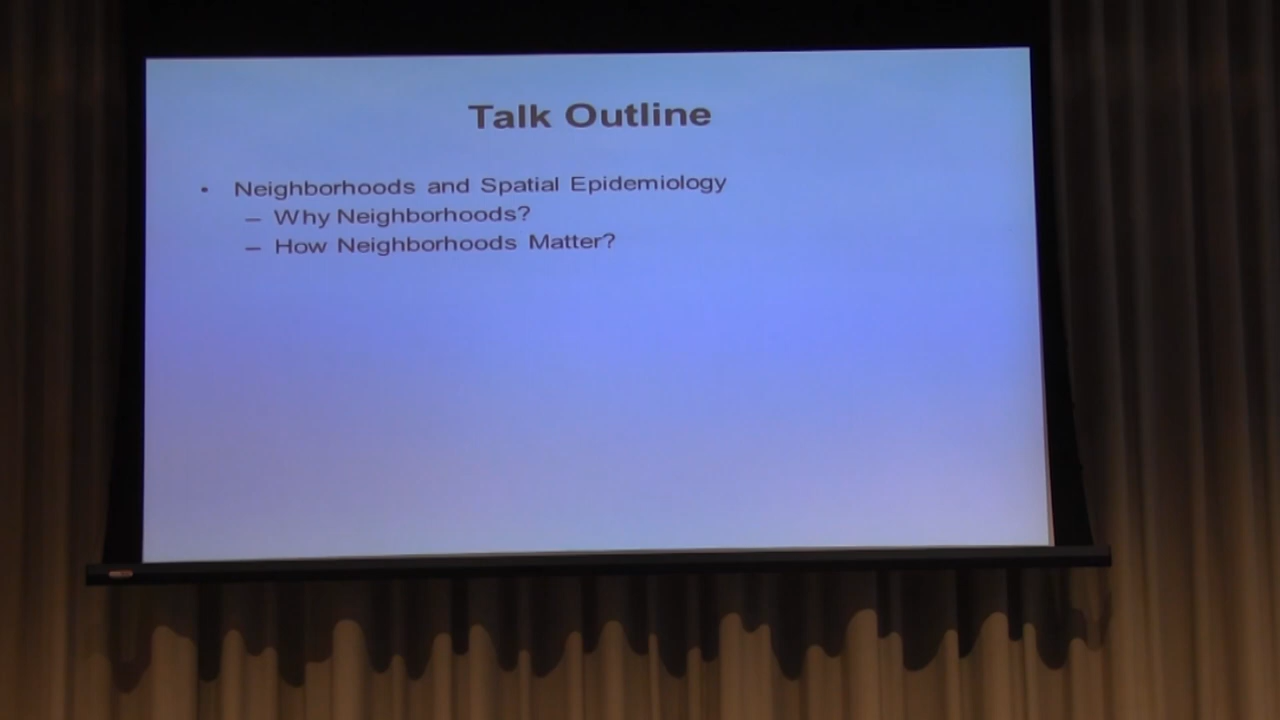 Talk Outline
• Neighborhoods and Spatial Epidemiology
– Why Neighborhoods?
– How Neighborhoods Matter?